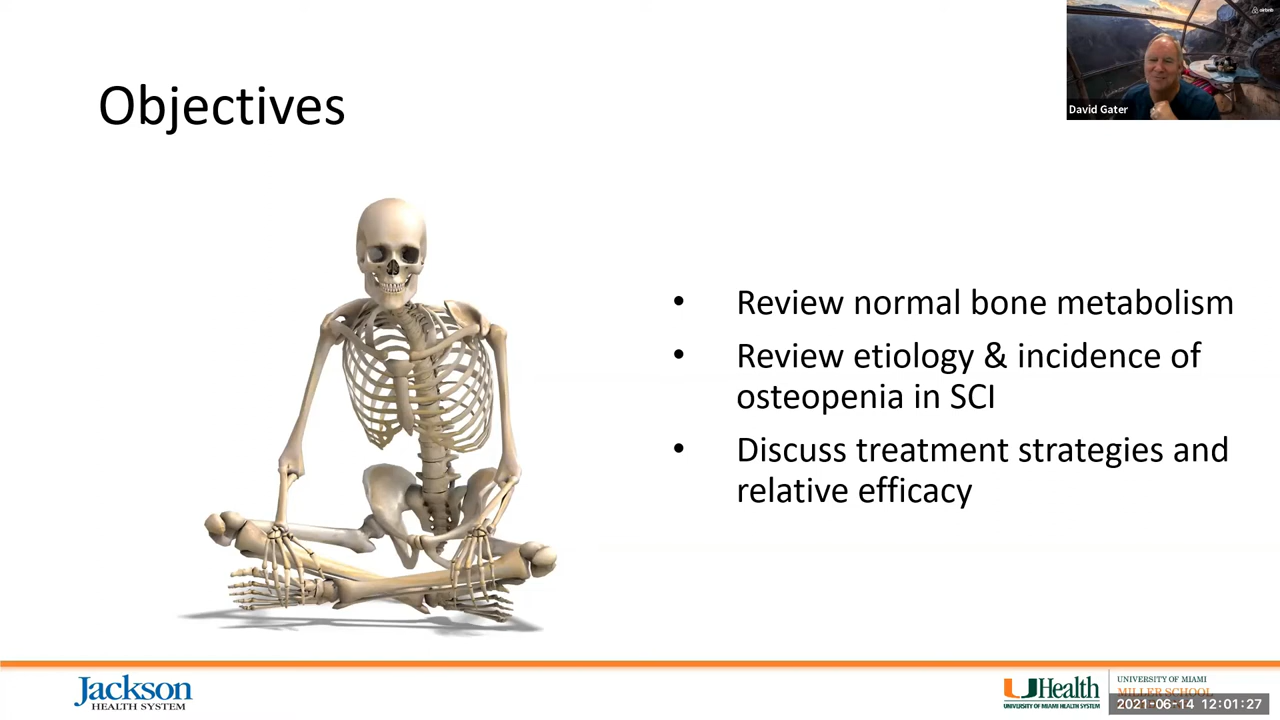 airbnb
David Gater
Objectives
• Review normal bone metabolism
• Review etiology & incidence of
osteopenia in SCI
• Discuss treatment strategies and
relative efficacy
Jackson
HEALTH SYSTEM
UHealth
UNIVERSITY OF MIAMI HEALTH SYSTEM
UNIVERSITY OF MIAMI
MILLER SCHOOL
2021-06-14 12:01:27